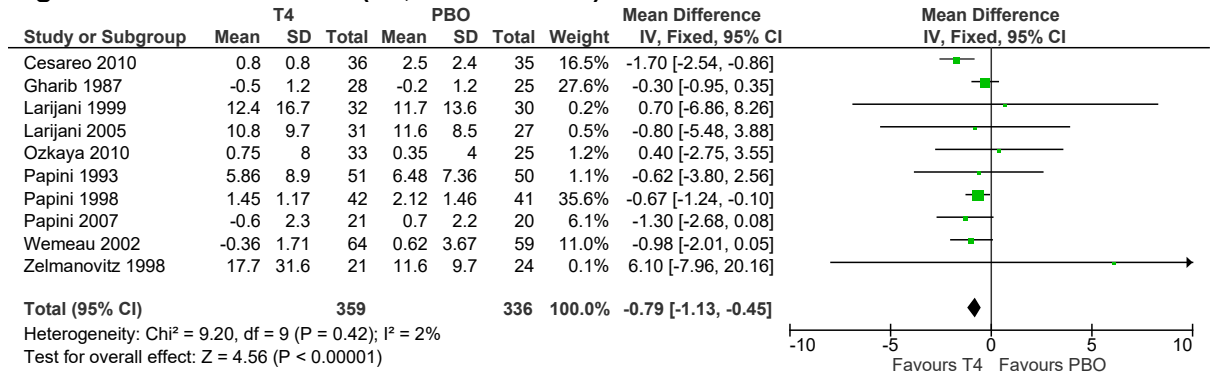 T4 PBO Mean Difference Mean Difference
Study or Subgroup Mean SD Total Mean SD Total Weight IV, Fixed, 95% CI IV, Fixed, 95% CI
Cesareo 2010 0.8 0.8 36 2.5 2.4 35 16.5% -1.70 [-2.54, -0.86]
Gharib 1987 -0.5 1.2 28 -0.2 1.2 25 27.6% -0.30 [-0.95, 0.35]
Larijani 1999 12.4 16.7 32 11.7 13.6 30 0.2% 0.70 [-6.86, 8.26]
Larijani 2005 10.8 9.7 31 11.6 8.5 27 0.5% -0.80 [-5.48, 3.88]
Ozkaya 2010 0.75 8 33 0.35 4 25 1.2% 0.40 [-2.75, 3.55]
Papini 1993 5.86 8.9 51 6.48 7.36 50 1.1% -0.62 [-3.80, 2.56]
Papini 1998 1.45 1.17 42 2.12 1.46 41 35.6% -0.67 [-1.24, -0.10]
Papini 2007 -0.6 2.3 21 0.7 2.2 20 6.1% -1.30 [-2.68, 0.08]
Wemeau 2002 -0.36 1.71 64 0.62 3.67 59 11.0% -0.98 [-2.01, 0.05]
Zelmanovitz 1998 17.7 31.6 21 11.6 9.7 24 0.1% 6.10 [-7.96, 20.16]
Total (95% CI) 359 336 100.0% -0.79 [-1.13, -0.45]
Heterogeneity: Chi² = 9.20, df = 9 (P = 0.42); I² = 2%
Test for overall effect: Z = 4.56 (P < 0.00001)
-10 -5 0 5 10
Favours T4 Favours PBO